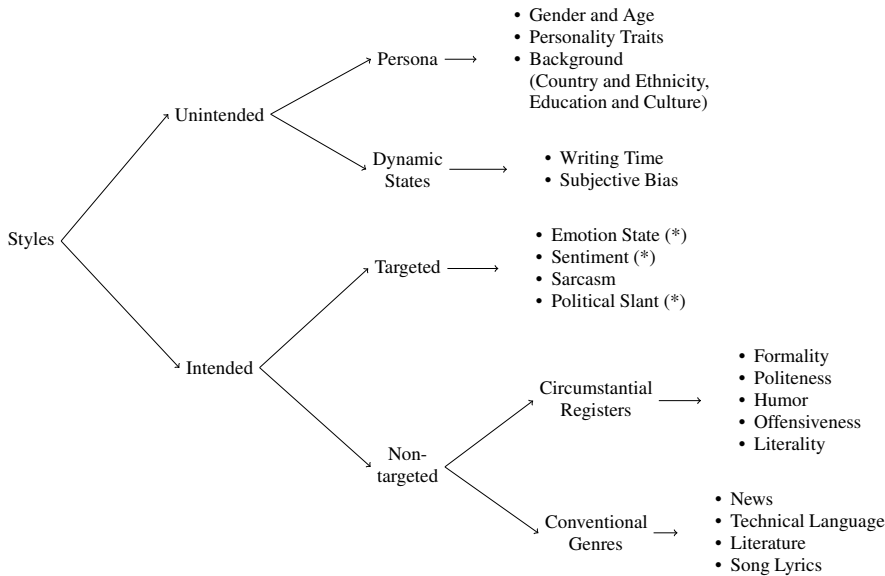 Styles
Unintended
Persona
• Gender and Age
• Personality Traits
• Background
(Country and Ethnicity,
Education and Culture)
Dynamic
States
• Writing Time
• Subjective Bias
Intended
Targeted
• Emotion State (*)
• Sentiment (*)
• Sarcasm
• Political Slant (*)
Non-
targeted
Circumstantial
Registers
• Formality
• Politeness
• Humor
• Offensiveness
• Literality
Conventional
Genres
• News
• Technical Language
• Literature
• Song Lyrics